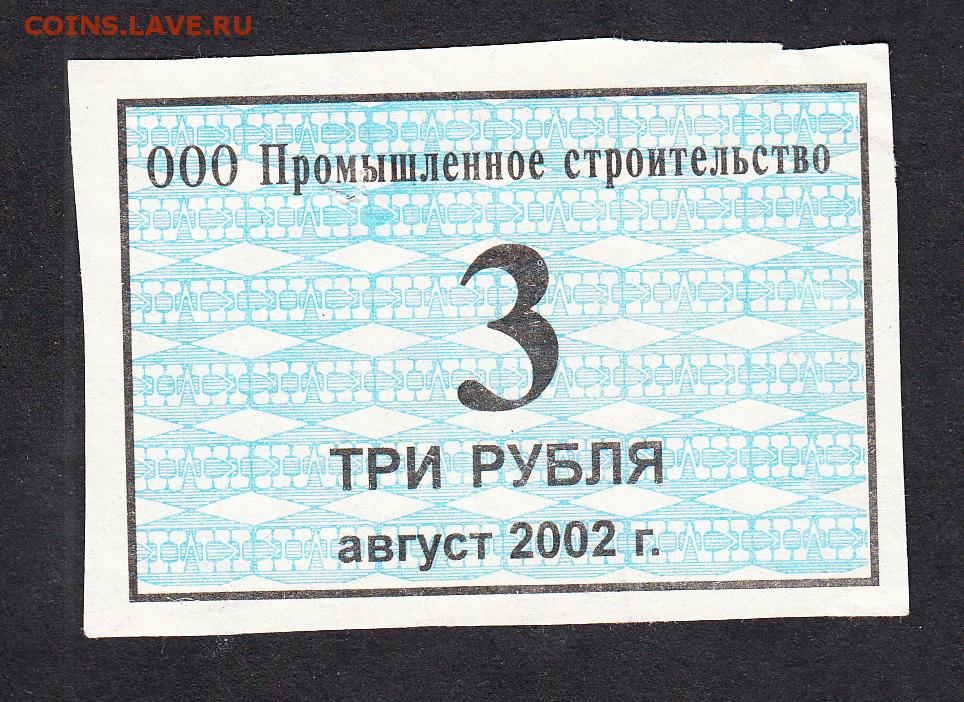 COINS.LAVE.RU
ООО Промышленное строительство
3
ТРИ РУБЛЯ
август 2002 г.